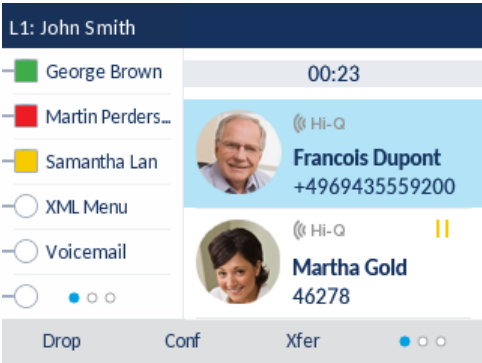 L1: John Smith
George Brown
Martin Perders...
Samantha Lan
XML Menu
Voicemail
00:23
Hi-Q
Francois Dupont
+4969435559200
Hi-Q
Martha Gold
46278
Drop Conf Xfer